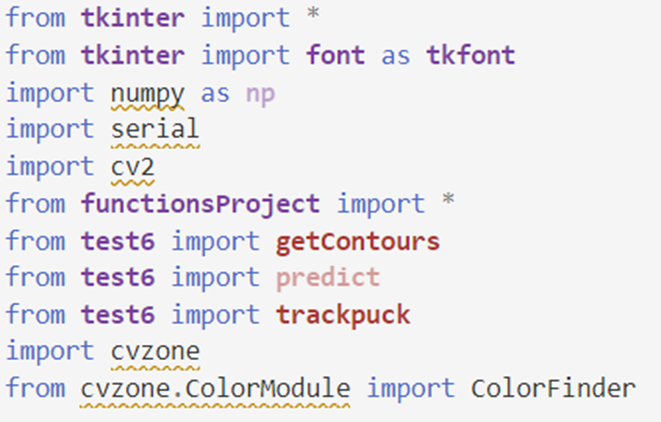 from tkinter import *
from tkinter import font as tkfont
import numpy as np
import serial
import cv2
from functionsProject import *
from test6 import getContours
from test6 import predict
from test6 import trackpuck
import cvzone
from cvzone.ColorModule import ColorFinder